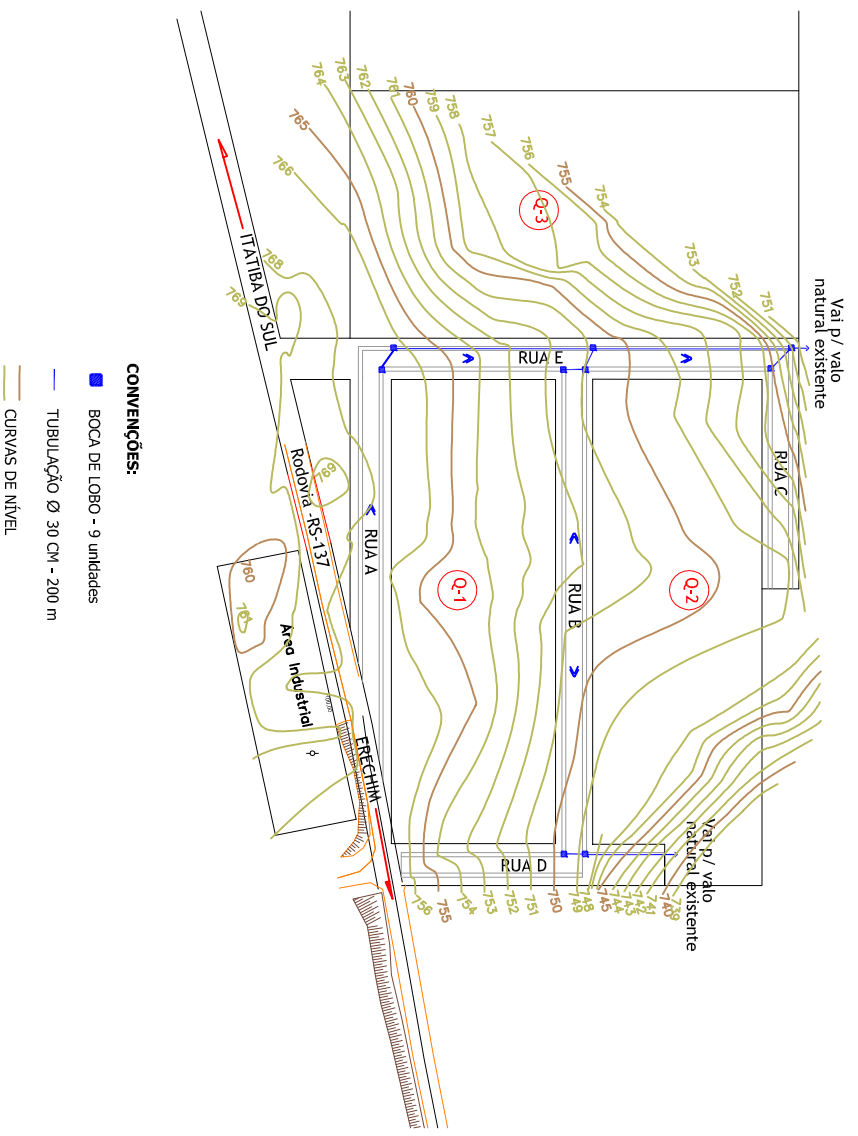 764
763
762
761
760
759
758
757
756
755
754
753
752
751
765
766
768
769
Q-3
ITATIBA DO SUL
Vai p/ valo
natural existente
RUA E
RUA C
RUA A
RUA B
RUA D
Q-1
Q-2
769
Rodovia -RS-137
760
761
Área Industrial
ERECHIM
Vai p/ valo
natural existente
756
755
754
753
752
751
750
749
748
745
744
743
742
741
740
739
CONVENÇÕES:
BOCA DE LOBO - 9 unidades
TUBULAÇÃO Ø 30 CM - 200 m
CURVAS DE NÍVEL